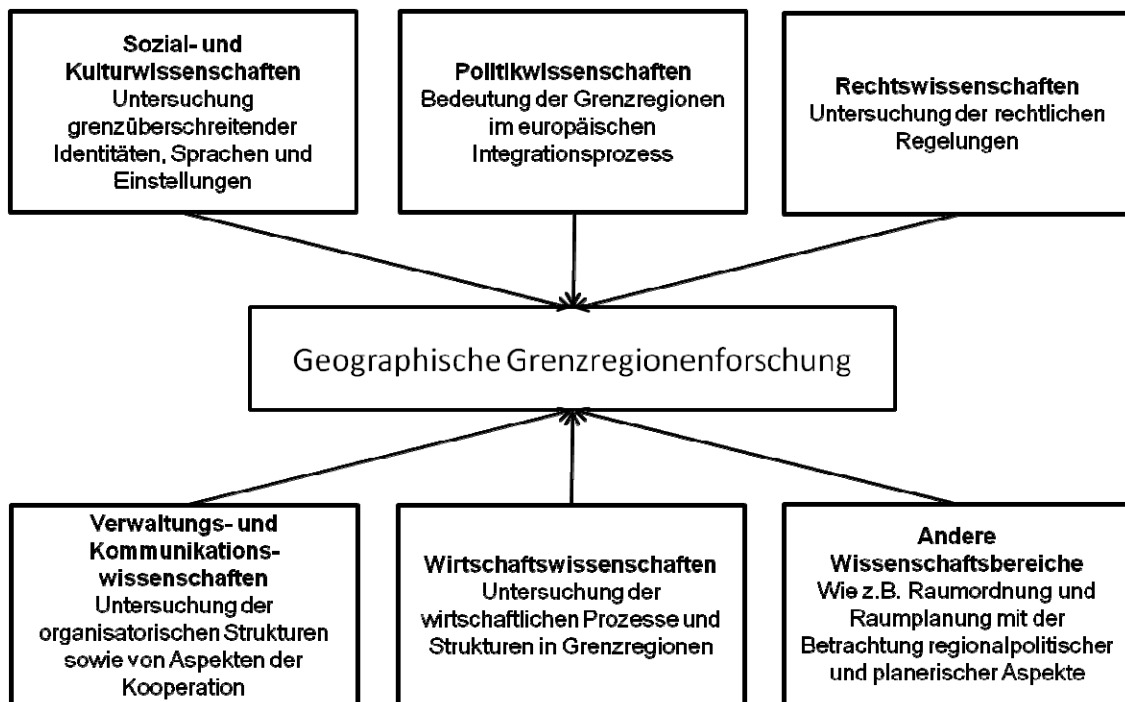 Sozial- und
Kulturwissenschaften
Untersuchung
grenzüberschreitender
Identitäten, Sprachen und
Einstellungen
Politikwissenschaften
Bedeutung der Grenzregionen
im europäischen
Integrationsprozess
Rechtswissenschaften
Untersuchung der rechtlichen
Regelungen
Geographische Grenzregionenforschung
Verwaltungs- und
Kommunikations-
wissenschaften
Untersuchung der
organisatorischen Strukturen
sowie von Aspekten der
Kooperation
Wirtschaftswissenschaften
Untersuchung der
wirtschaftlichen Prozesse und
Strukturen in Grenzregionen
Andere
Wissenschaftsbereiche
Wie z.B. Raumordnung und
Raumplanung mit der
Betrachtung regionalpolitischer
und planerischer Aspekte